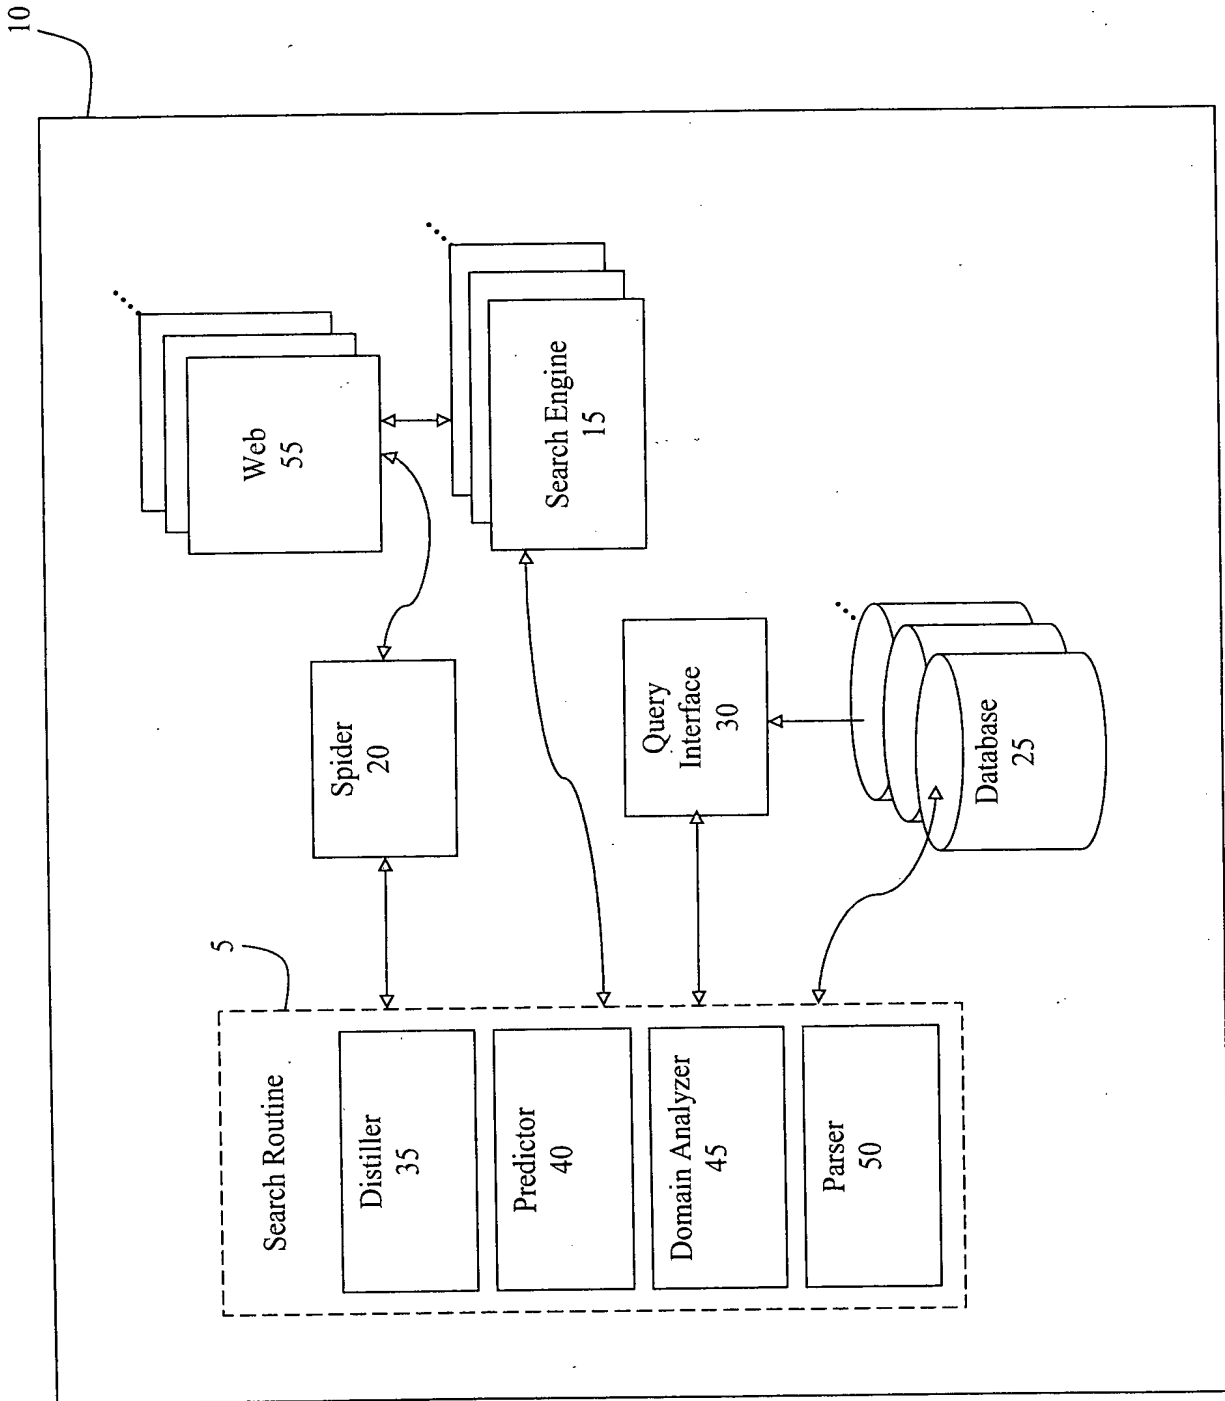 10
5
Search Routine
Distiller
35
Predictor
40
Domain Analyzer
45
Parser
50
Spider
20
Query
Interface
30
Database
25
Web
55
Search Engine
15